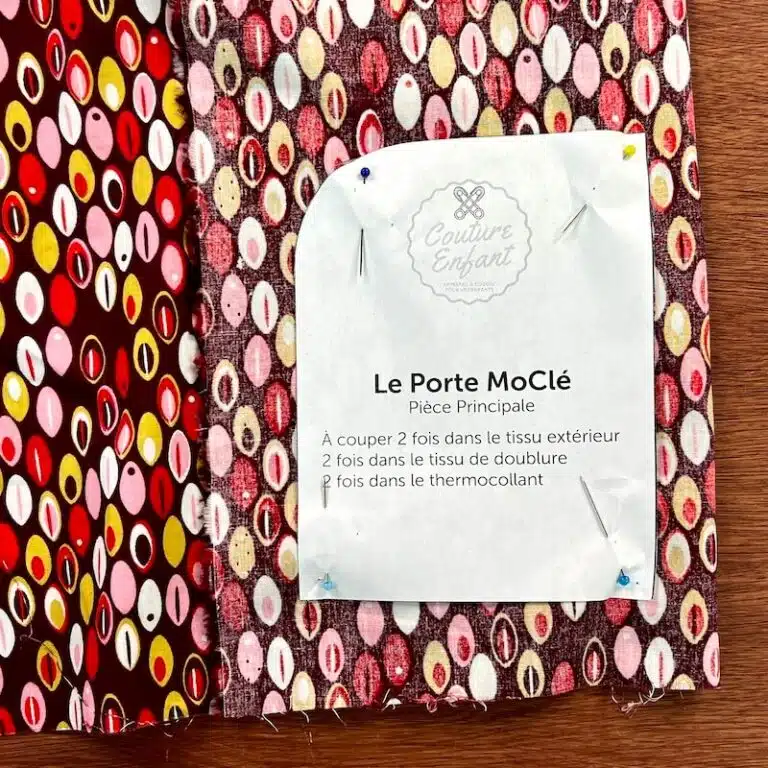 Couture
Enfant
Le Porte MoClé
Pièce Principale
À couper 2 fois dans le tissu extérieur
2 fois dans le tissu de doublure
2 fois dans le thermocollant